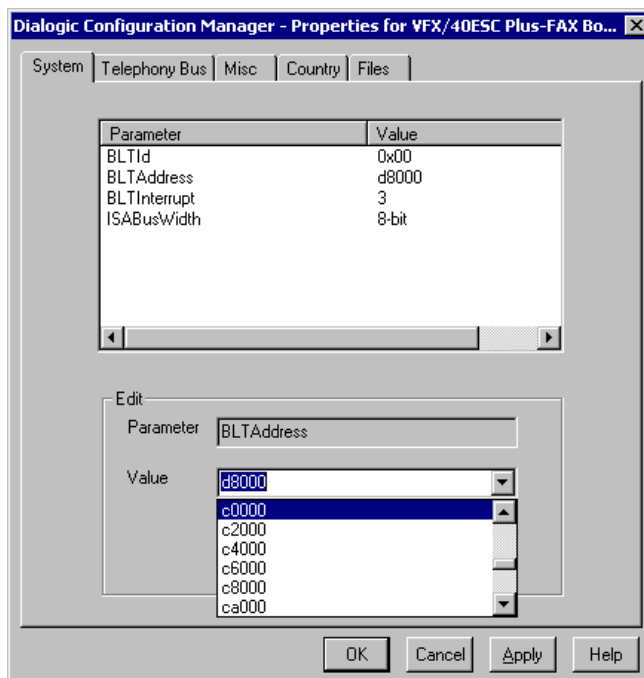 Dialogic Configuration Manager - Properties for VFX/40ESC Plus-FAX Bo...
System Telephony Bus Misc Country Files
Parameter Value
BLTId 0x00
BLTAddress d8000
BLTInterrupt 3
ISABusWidth 8-bit
Edit
Parameter BLTAddress
Value d8000
c0000
c2000
c4000
c6000
c8000
ca000
OK Cancel Apply Help